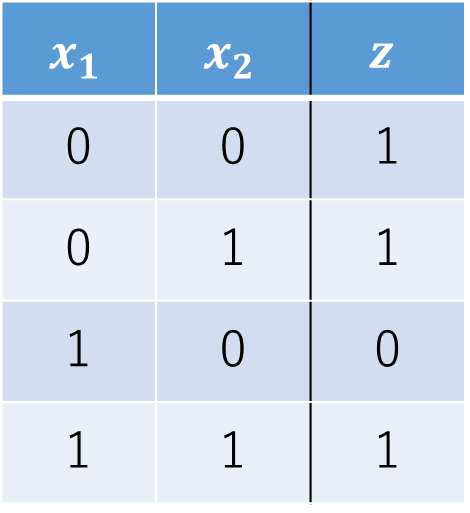 x₁ x₂ z
0 0 1
0 1 1
1 0 0
1 1 1